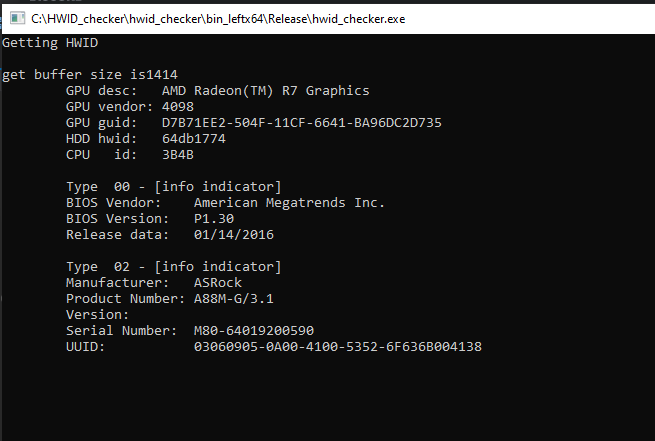 C:\HWID_checker\hwid_checker\bin_leftx64\Release\hwid_checker.exe
Getting HWID
get buffer size is1414
GPU desc: AMD Radeon(TM) R7 Graphics
GPU vendor: 4098
GPU guid: D7B71EE2-504F-11CF-6641-BA96DC2D735
HDD hwid: 64db1774
CPU id: 3B4B
Type 00 - [info indicator]
BIOS Vendor: American Megatrends Inc.
BIOS Version: P1.30
Release data: 01/14/2016
Type 02 - [info indicator]
Manufacturer: ASRock
Product Number: A88M-G/3.1
Version:
Serial Number: M80-64019200590
UUID: 03060905-0A00-4100-5352-6F636B004138